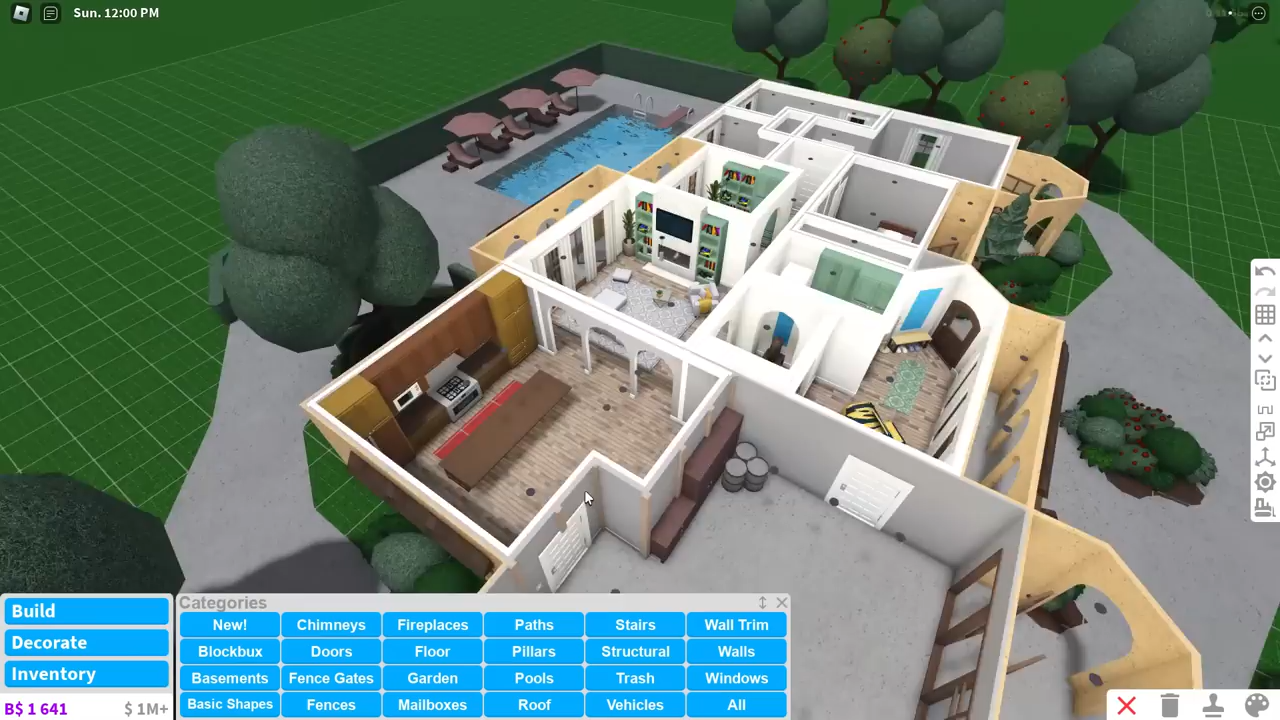 Sun. 12:00 PM
Build
Decorate
Inventory
B$ 1 641
$ 1M+
Categories
New! Chimneys Fireplaces Paths Stairs Wall Trim
Blockbux Doors Floor Pillars Structural Walls
Basements Fence Gates Garden Pools Trash Windows
Basic Shapes Fences Mailboxes Roof Vehicles All